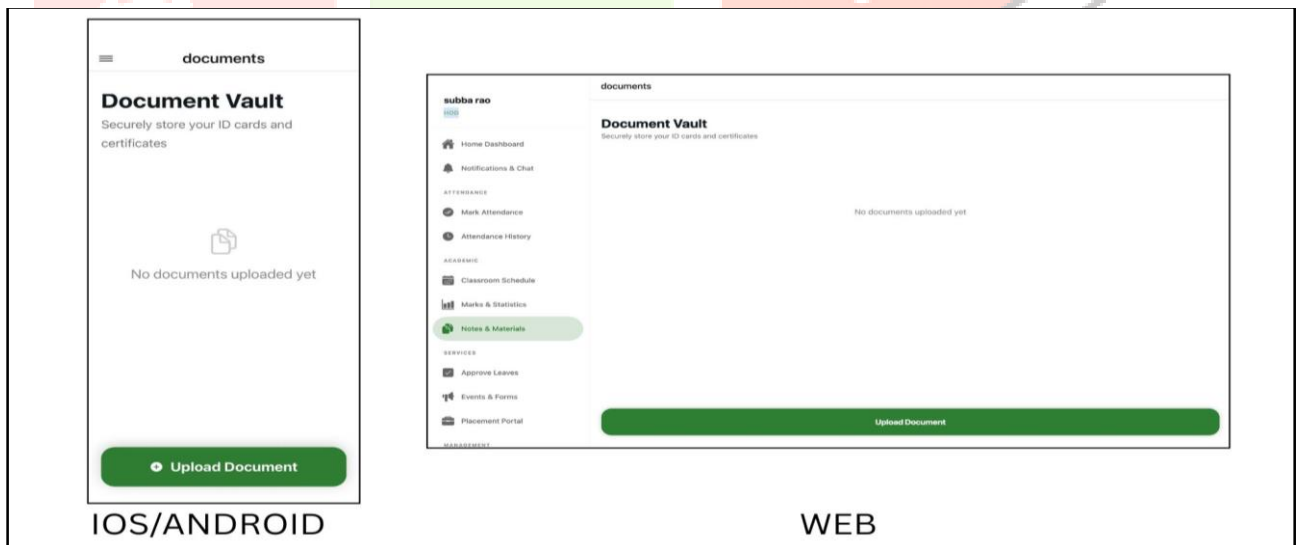 documents
Document Vault
Securely store your ID cards and
certificates
No documents uploaded yet
Upload Document
IOS/ANDROID
subba rao
HOD
Home Dashboard
Notifications & Chat
ATTENDANCE
Mark Attendance
Attendance History
ACADEMIC
Classroom Schedule
Marks & Statistics
Notes & Materials
SERVICES
Approve Leaves
Events & Forms
Placement Portal
MANAGEMENT
documents
Document Vault
Securely store your ID cards and certificates
No documents uploaded yet
Upload Document
WEB